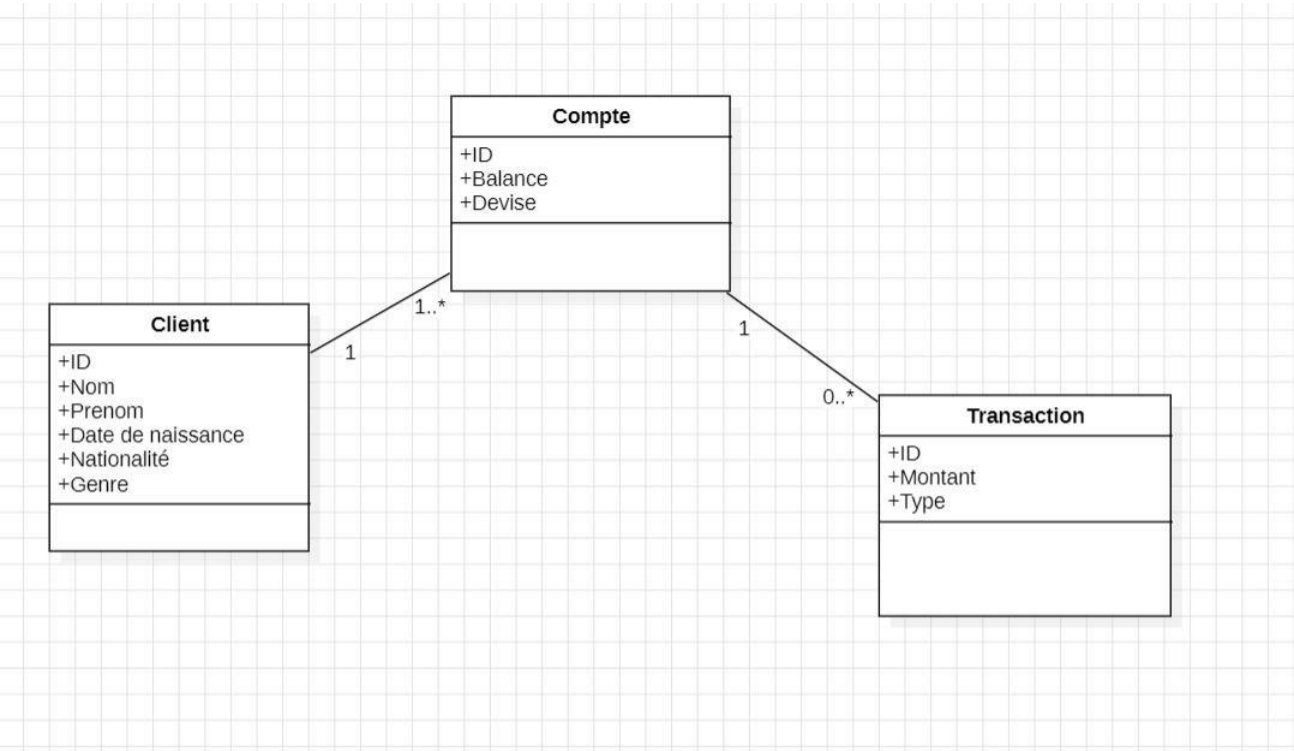 Compte
+ID
+Balance
+Devise
1..*
1
Client
+ID
+Nom
+Prenom
+Date de naissance
+Nationalité
+Genre
1
0..*
Transaction
+ID
+Montant
+Type